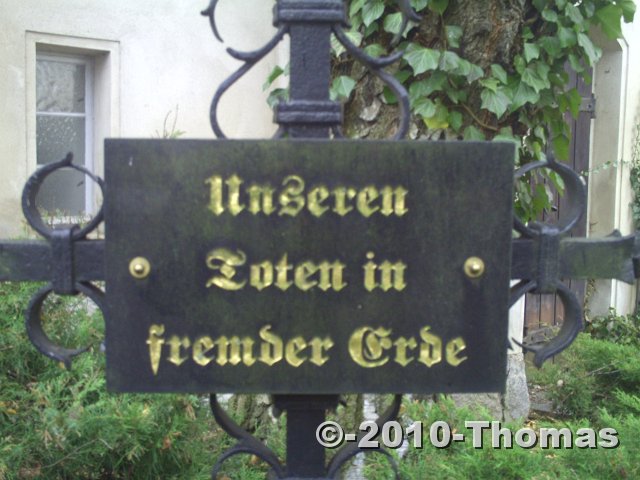 Unseren
Toten in
fremder Erde
©-2010-Thomas